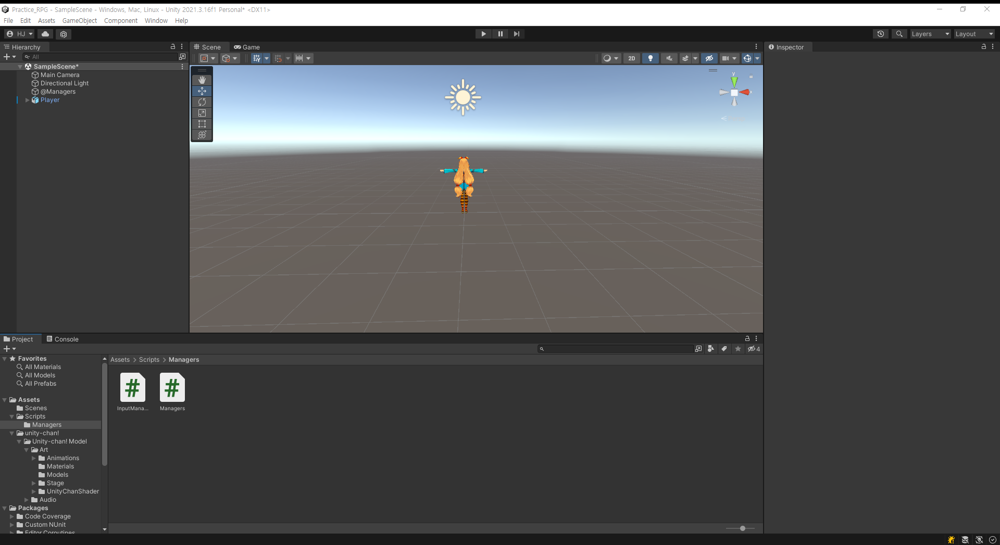 Practice_RPG - SampleScene - Windows, Mac, Linux - Unity 2021.3.16f1 Personal* <DX11>
File Edit Assets GameObject Component Window Help
HJ
Layers Layout
Hierarchy
All
SampleScene*
Main Camera
Directional Light
@Managers
Player
Scene Game
2D
y
x
Inspector
Project Console
4
Favorites
All Materials
All Models
All Prefabs
Assets
Scenes
Scripts
Managers
unity-chan!
Unity-chan! Model
Art
Animations
Materials
Models
Stage
UnityChanShader
Audio
Packages
Code Coverage
Custom NUnit
Editor Coroutines
Assets > Scripts > Managers
InputMana...
Managers